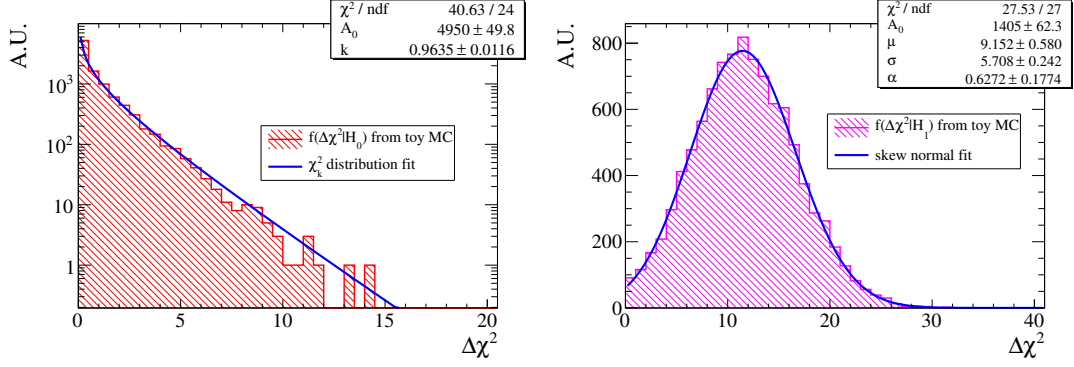 χ² / ndf 40.63 / 24
A₀ 4950 ± 49.8
k 0.9635 ± 0.0116
A.U.
10³
10²
10
1
f(Δχ²|H₀) from toy MC
χ²ₖ distribution fit
0 5 10 15 20
Δχ²
χ² / ndf 27.53 / 27
A₀ 1405 ± 62.3
μ 9.152 ± 0.580
σ 5.708 ± 0.242
α 0.6272 ± 0.1774
A.U.
800
600
400
200
0
f(Δχ²|H₁) from toy MC
skew normal fit
0 10 20 30 40
Δχ²